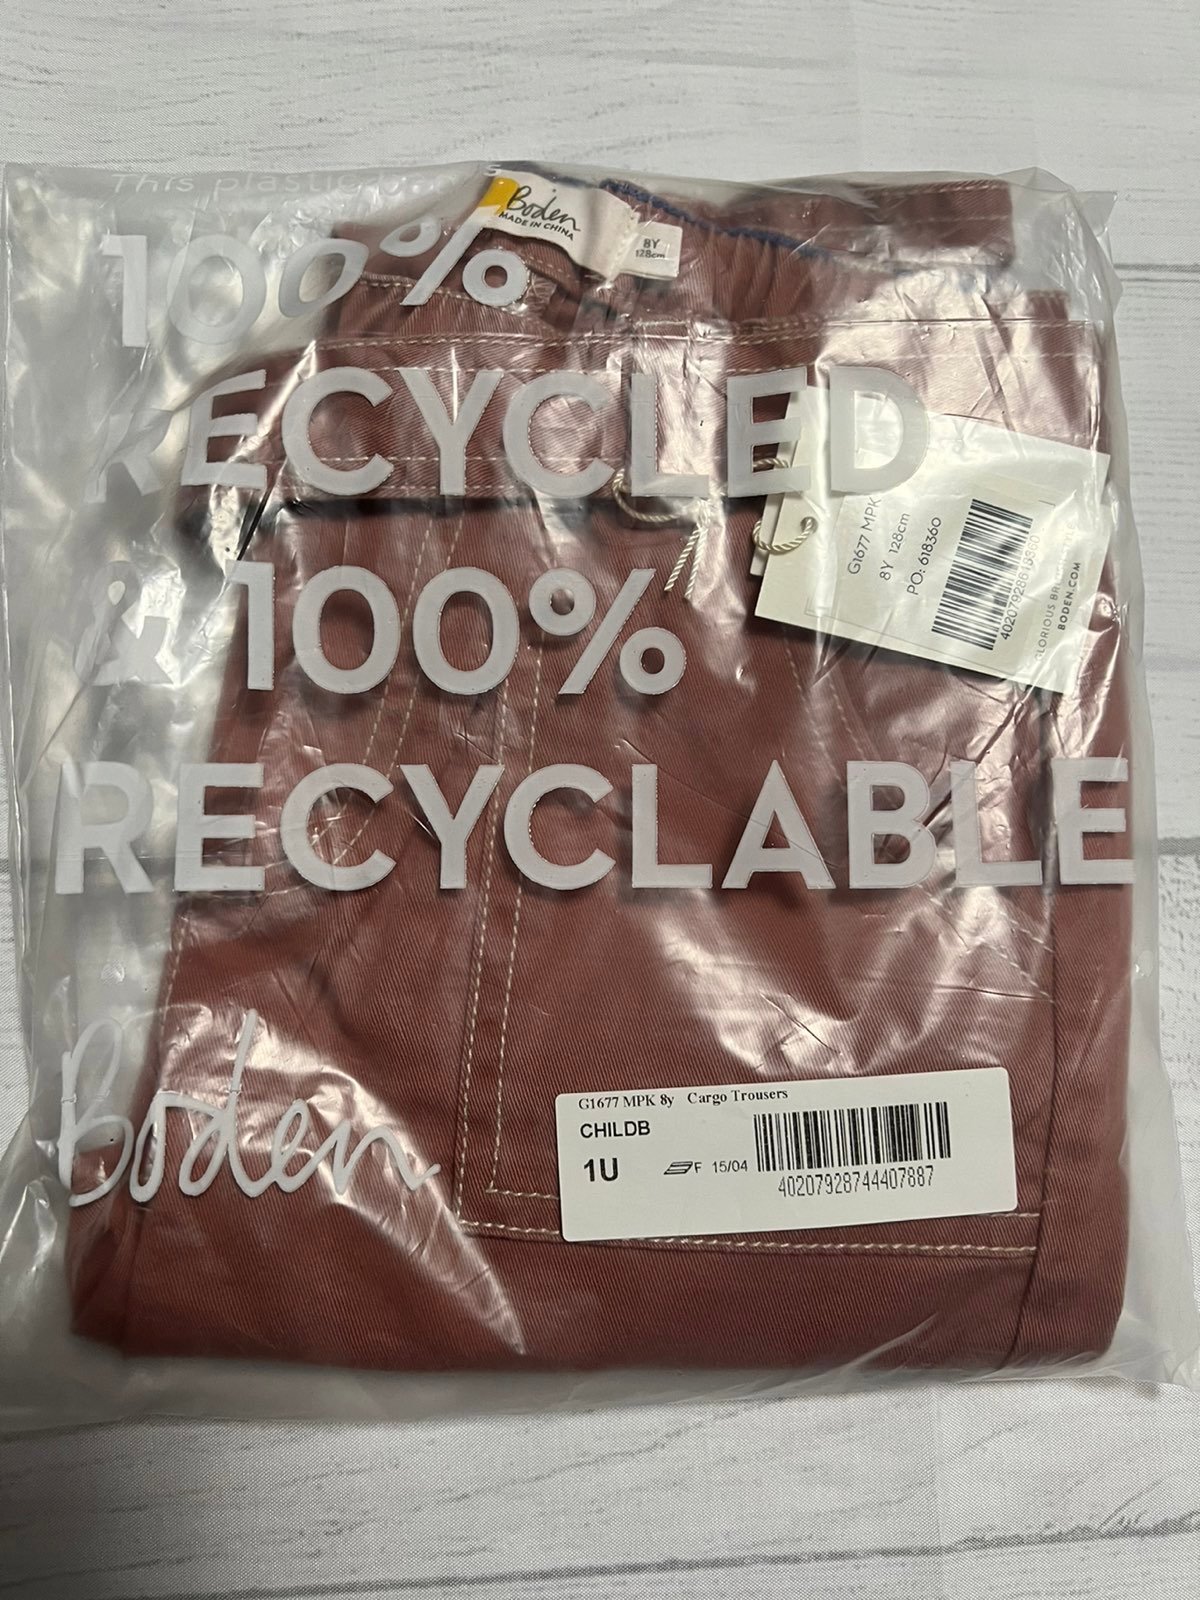 This plastic bag is
100%
RECYCLED
& 100%
RECYCLABLE
Boden
Boden
MADE IN CHINA
8Y
128cm
G1677 MPK
8Y 128cm
PO: 618360
BODEN.COM
G1677 MPK 8y Cargo Trousers
CHILDB
1U
F 15/04
40207928744407887